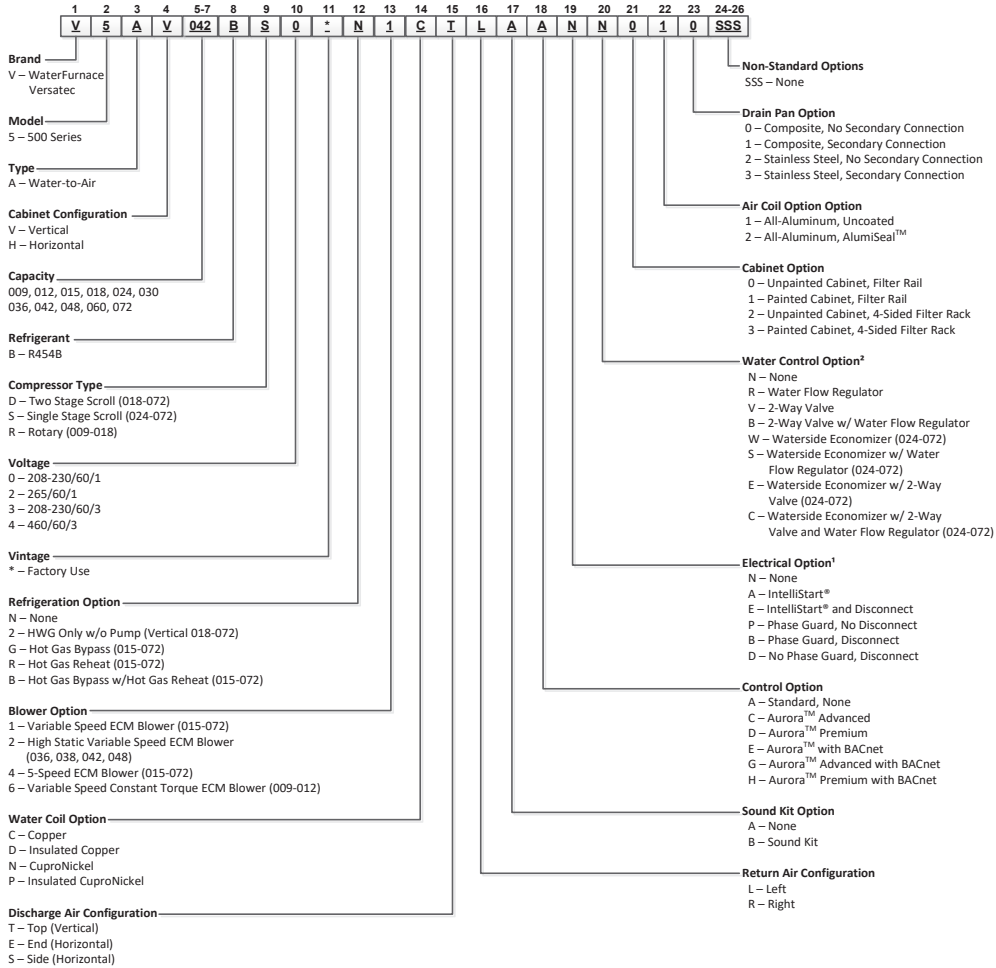 1 2 3 4 5-7 8 9 10 11 12 13 14 15 16 17 18 19 20 21 22 23 24-26
V 5 A V 042 B S 0 * N 1 C T L A A N N 0 1 0 SSS
Brand
V – WaterFurnace
Versatec
Model
5 – 500 Series
Type
A – Water-to-Air
Cabinet Configuration
V – Vertical
H – Horizontal
Capacity
009, 012, 015, 018, 024, 030
036, 042, 048, 060, 072
Refrigerant
B – R454B
Compressor Type
D – Two Stage Scroll (018-072)
S – Single Stage Scroll (024-072)
R – Rotary (009-018)
Voltage
0 – 208-230/60/1
2 – 265/60/1
3 – 208-230/60/3
4 – 460/60/3
Vintage
* – Factory Use
Refrigeration Option
N – None
2 – HWG Only w/o Pump (Vertical 018-072)
G – Hot Gas Bypass (015-072)
R – Hot Gas Reheat (015-072)
B – Hot Gas Bypass w/Hot Gas Reheat (015-072)
Blower Option
1 – Variable Speed ECM Blower (015-072)
2 – High Static Variable Speed ECM Blower
(036, 038, 042, 048)
4 – 5-Speed ECM Blower (015-072)
6 – Variable Speed Constant Torque ECM Blower (009-012)
Water Coil Option
C – Copper
D – Insulated Copper
N – CuproNickel
P – Insulated CuproNickel
Discharge Air Configuration
T – Top (Vertical)
E – End (Horizontal)
S – Side (Horizontal)
Non-Standard Options
SSS – None
Drain Pan Option
0 – Composite, No Secondary Connection
1 – Composite, Secondary Connection
2 – Stainless Steel, No Secondary Connection
3 – Stainless Steel, Secondary Connection
Air Coil Option Option
1 – All-Aluminum, Uncoated
2 – All-Aluminum, AlumiSeal™
Cabinet Option
0 – Unpainted Cabinet, Filter Rail
1 – Painted Cabinet, Filter Rail
2 – Unpainted Cabinet, 4-Sided Filter Rack
3 – Painted Cabinet, 4-Sided Filter Rack
Water Control Option²
N – None
R – Water Flow Regulator
V – 2-Way Valve
B – 2-Way Valve w/ Water Flow Regulator
W – Waterside Economizer (024-072)
S – Waterside Economizer w/ Water
Flow Regulator (024-072)
E – Waterside Economizer w/ 2-Way
Valve (024-072)
C – Waterside Economizer w/ 2-Way
Valve and Water Flow Regulator (024-072)
Electrical Option¹
N – None
A – IntelliStart®
E – IntelliStart® and Disconnect
P – Phase Guard, No Disconnect
B – Phase Guard, Disconnect
D – No Phase Guard, Disconnect
Control Option
A – Standard, None
C – Aurora™ Advanced
D – Aurora™ Premium
E – Aurora™ with BACnet
G – Aurora™ Advanced with BACnet
H – Aurora™ Premium with BACnet
Sound Kit Option
A – None
B – Sound Kit
Return Air Configuration
L – Left
R – Right